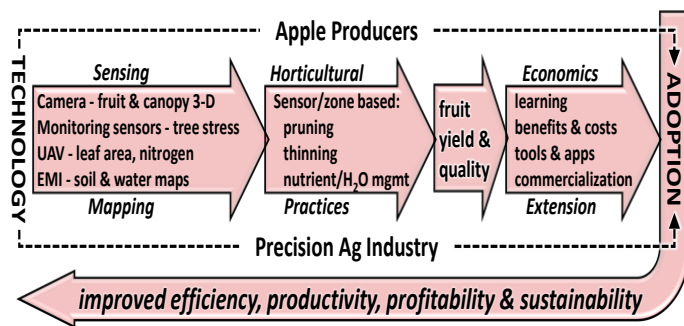 Apple Producers
TECHNOLOGY
Sensing
Camera - fruit & canopy 3-D
Monitoring sensors - tree stress
UAV - leaf area, nitrogen
EMI - soil & water maps
Mapping
Horticultural
Sensor/zone based:
pruning
thinning
nutrient/H₂O mgmt
Practices
fruit
yield &
quality
Economics
learning
benefits & costs
tools & apps
commercialization
Extension
ADOPTION
Precision Ag Industry
improved efficiency, productivity, profitability & sustainability